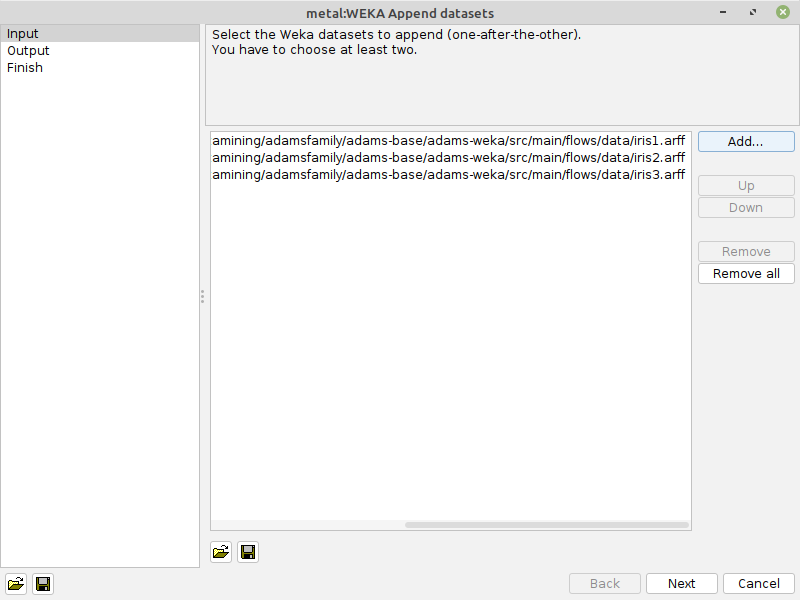 metal:WEKA Append datasets
Input
Output
Finish
Select the Weka datasets to append (one-after-the-other).
You have to choose at least two.
amining/adamsfamily/adams-base/adams-weka/src/main/flows/data/iris1.arff
amining/adamsfamily/adams-base/adams-weka/src/main/flows/data/iris2.arff
amining/adamsfamily/adams-base/adams-weka/src/main/flows/data/iris3.arff
Add...
Up
Down
Remove
Remove all
Back
Next
Cancel